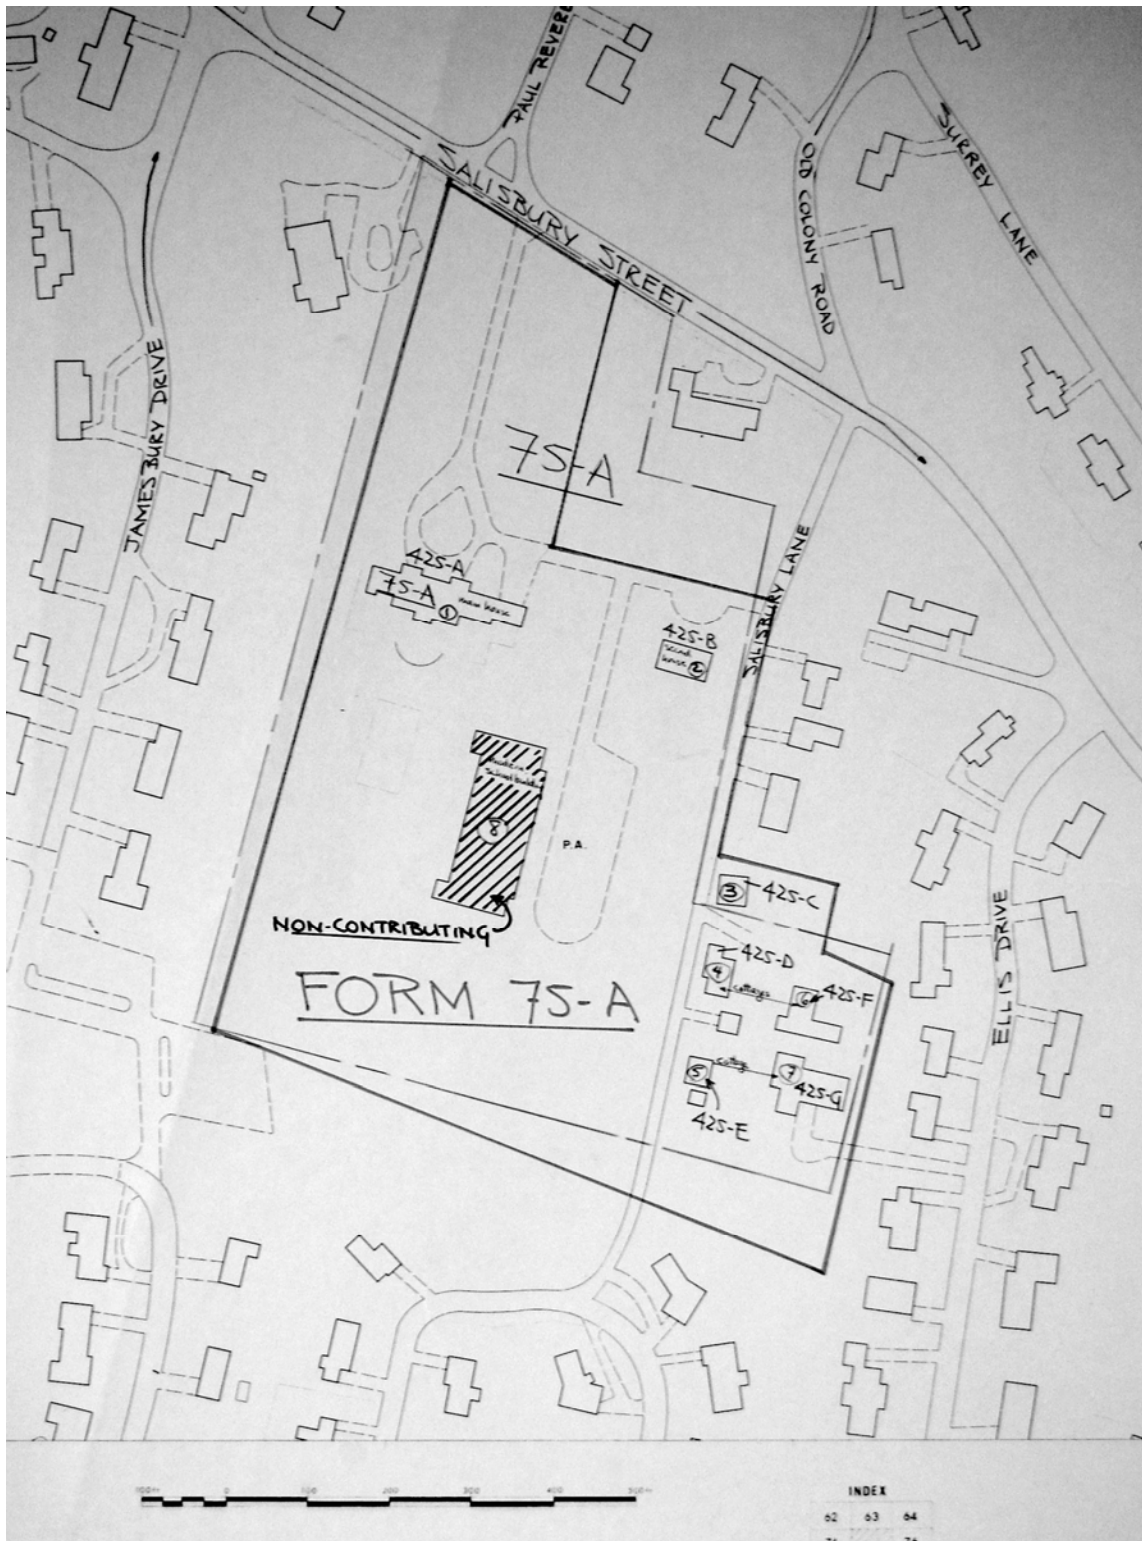 PAUL REVERE
SALISBURY STREET
OLD COLONY ROAD
SURREY LANE
JAMESBURY DRIVE
75-A
425-A
75-A
1
main house
425-B
house 2
SALISBURY LANE
8
P.A.
3
425-C
NON-CONTRIBUTING
425-D
4
cottages
6
425-F
FORM 75-A
ELLIS DRIVE
cottage
5
7
425-G
425-E
0 100 200 300 400
INDEX
62 63 64